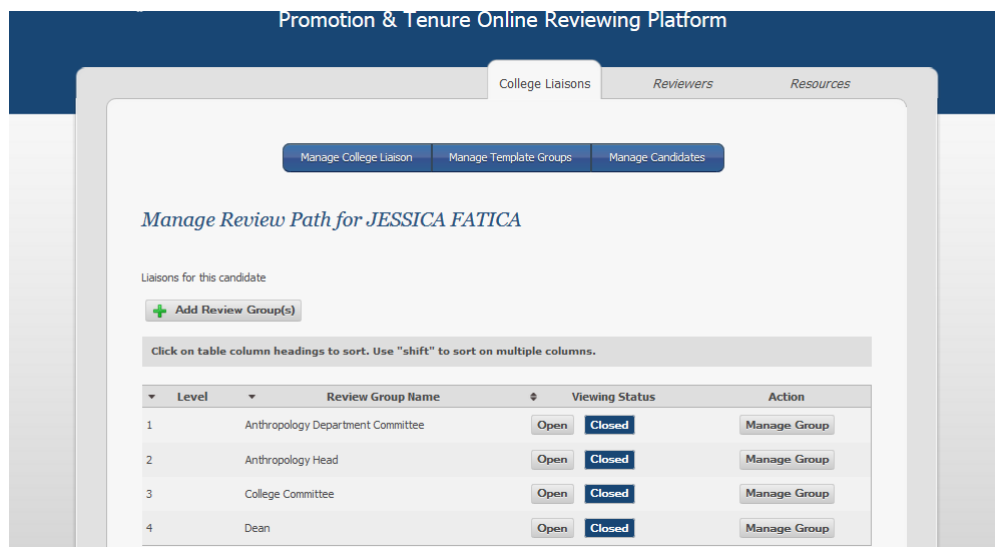 Promotion & Tenure Online Reviewing Platform
College Liaisons Reviewers Resources
Manage College Liaison Manage Template Groups Manage Candidates
Manage Review Path for JESSICA FATICA
Liaisons for this candidate
Add Review Group(s)
Click on table column headings to sort. Use "shift" to sort on multiple columns.
Level Review Group Name Viewing Status Action
1 Anthropology Department Committee Open Closed Manage Group
2 Anthropology Head Open Closed Manage Group
3 College Committee Open Closed Manage Group
4 Dean Open Closed Manage Group